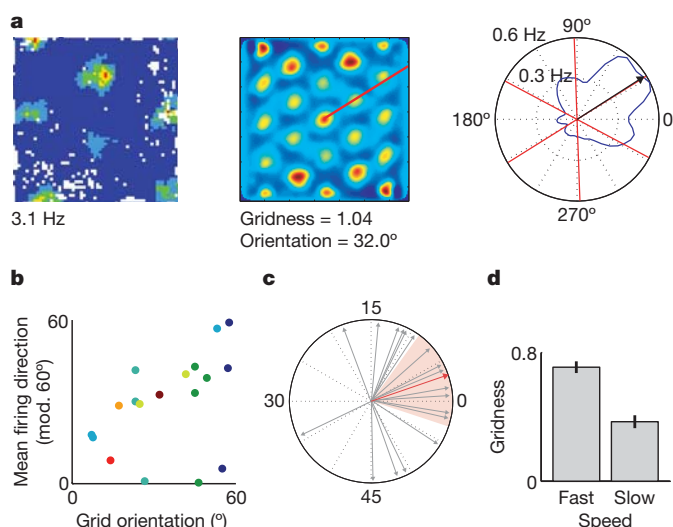 a
3.1 Hz
Gridness = 1.04
Orientation = 32.0º
0.6 Hz
90º
0.3 Hz
180º
0
270º
b
Mean firing direction
(mod. 60º)
60
0
0
60
Grid orientation (º)
c
15
30
0
45
d
Gridness
0.8
0
Fast
Slow
Speed